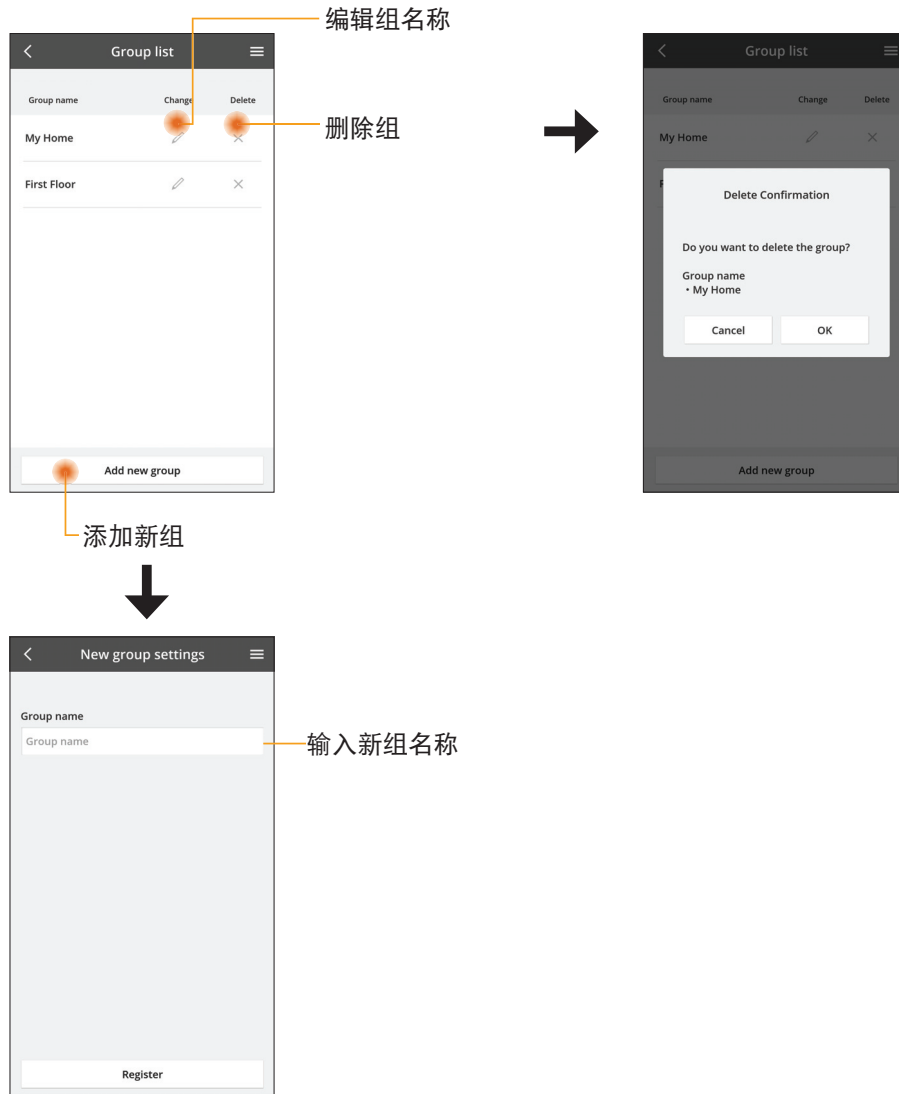 编辑组名称
Group list
Group name Change Delete
My Home
删除组
First Floor
Add new group
添加新组
Group list
Group name Change Delete
My Home
F
Delete Confirmation
Do you want to delete the group?
Group name
• My Home
Cancel OK
Add new group
New group settings
Group name
Group name
输入新组名称
Register